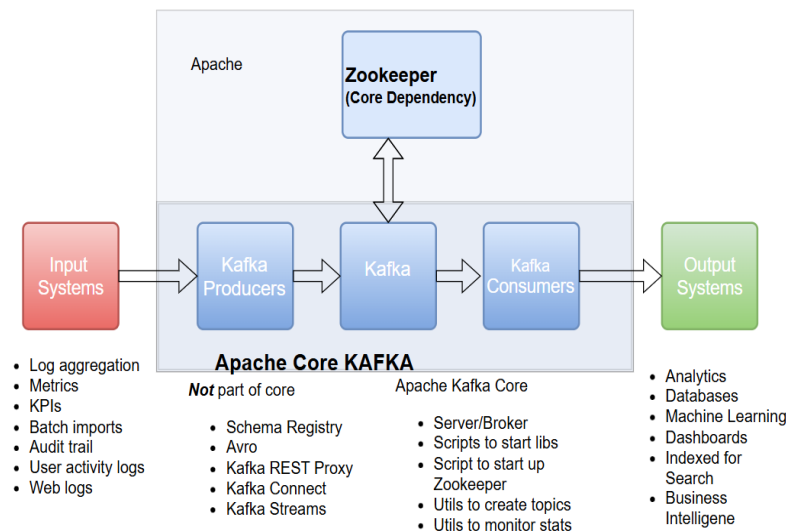 Apache
Zookeeper
(Core Dependency)
Input
Systems
Kafka
Producers
Kafka
Kafka
Consumers
Output
Systems
Apache Core KAFKA
Log aggregation
Metrics
KPIs
Batch imports
Audit trail
User activity logs
Web logs
Not part of core
Schema Registry
Avro
Kafka REST Proxy
Kafka Connect
Kafka Streams
Apache Kafka Core
Server/Broker
Scripts to start libs
Script to start up
Zookeeper
Utils to create topics
Utils to monitor stats
Analytics
Databases
Machine Learning
Dashboards
Indexed for
Search
Business
Intelligene